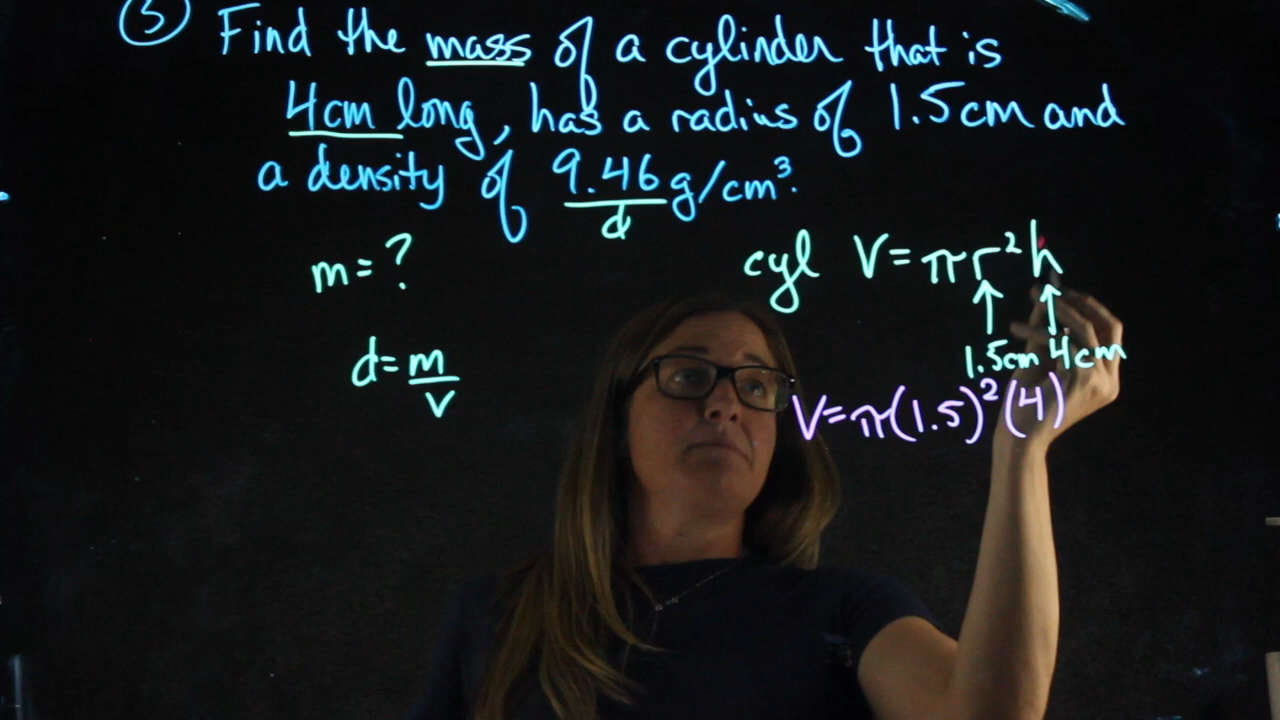 ③ Find the mass of a cylinder that is
4cm long, has a radius of 1.5cm and
a density of 9.46 g/cm³.
d
m = ?
cyl V = πr²h
↑ ↑
1.5cm 4cm
d = m/v
V = π(1.5)²(4)